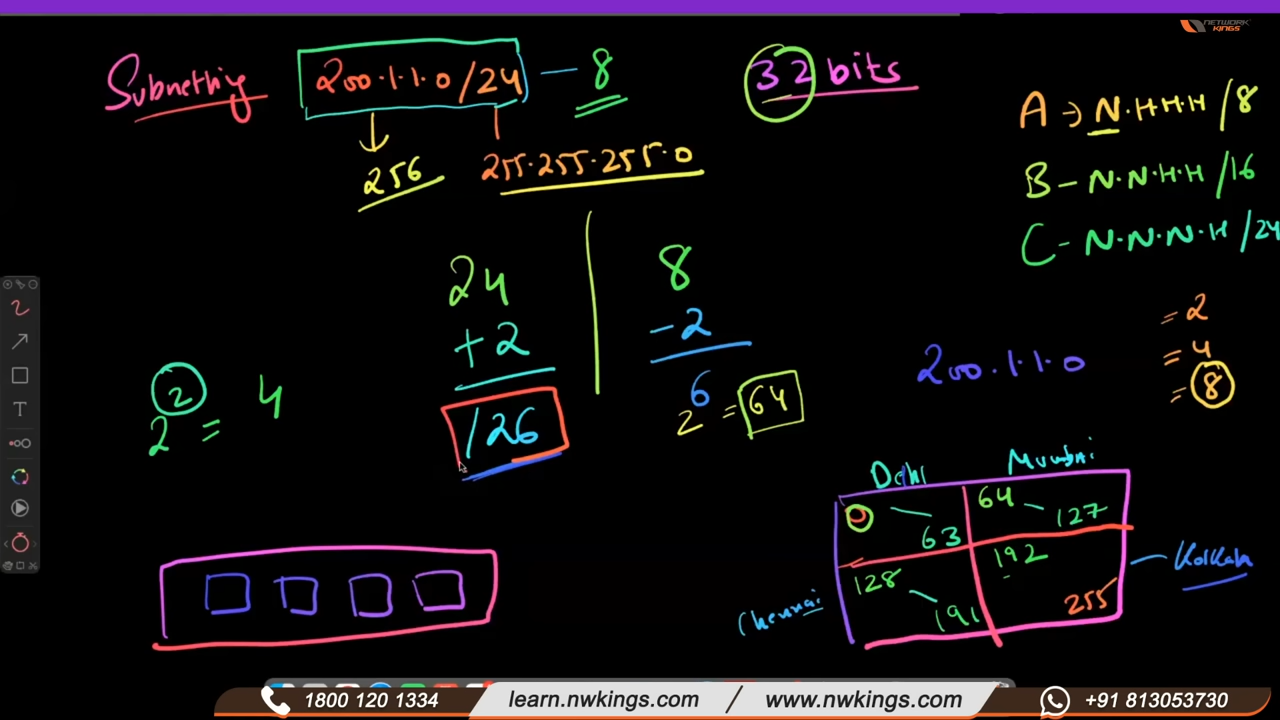 NETWORK
KINGS
Subnetting 200.1.1.0/24 — 8
32 bits
256
255.255.255.0
A → N.H.H.H /8
B - N.N.H.H /16
C - N.N.N.H /24
24
+2
/26
8
-2
2^6 = 64
2^2 = 4
200.1.1.0
= 2
= 4
= 8
Delhi
Mumbai
0 — 63
64 — 127
128 — 191
192
255
Chennai
T
1800 120 1334
learn.nwkings.com
www.nwkings.com
+91 813053730